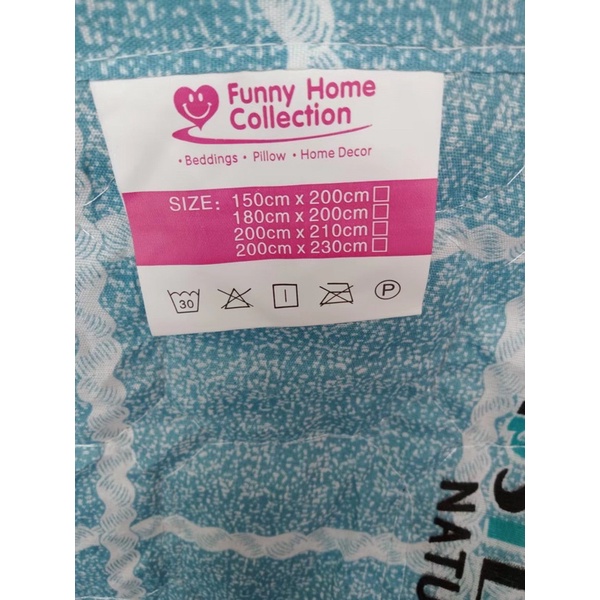 Funny Home
Collection
• Beddings • Pillow • Home Decor
SIZE: 150cm x 200cm
180cm x 200cm
200cm x 210cm
200cm x 230cm
30
P
NATU